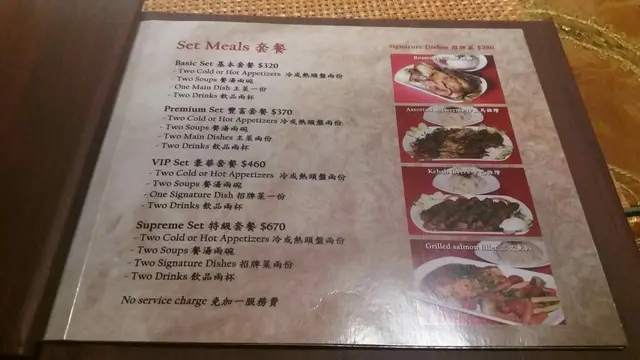 Set Meals 套餐
Basic Set 基本套餐 $320
- Two Cold or Hot Appetizers 冷或熱頭盤兩份
- Two Soups 餐湯兩碗
- One Main Dish 主菜一份
- Two Drinks 飲品兩杯
Premium Set 豐富套餐 $370
- Two Cold or Hot Appetizers 冷或熱頭盤兩份
- Two Soups 餐湯兩碗
- Two Main Dishes 主菜兩份
- Two Drinks 飲品兩杯
VIP Set 豪華套餐 $460
- Two Cold or Hot Appetizers 冷或熱頭盤兩份
- Two Soups 餐湯兩碗
- One Signature Dish 招牌菜一份
- Two Drinks 飲品兩杯
Supreme Set 特級套餐 $670
- Two Cold or Hot Appetizers 冷或熱頭盤兩份
- Two Soups 餐湯兩碗
- Two Signature Dishes 招牌菜兩份
- Two Drinks 飲品兩杯
No service charge 免加一服務費
Signature Dishes 招牌菜 $280
Assorted
Kebab
Grilled salmon fillet